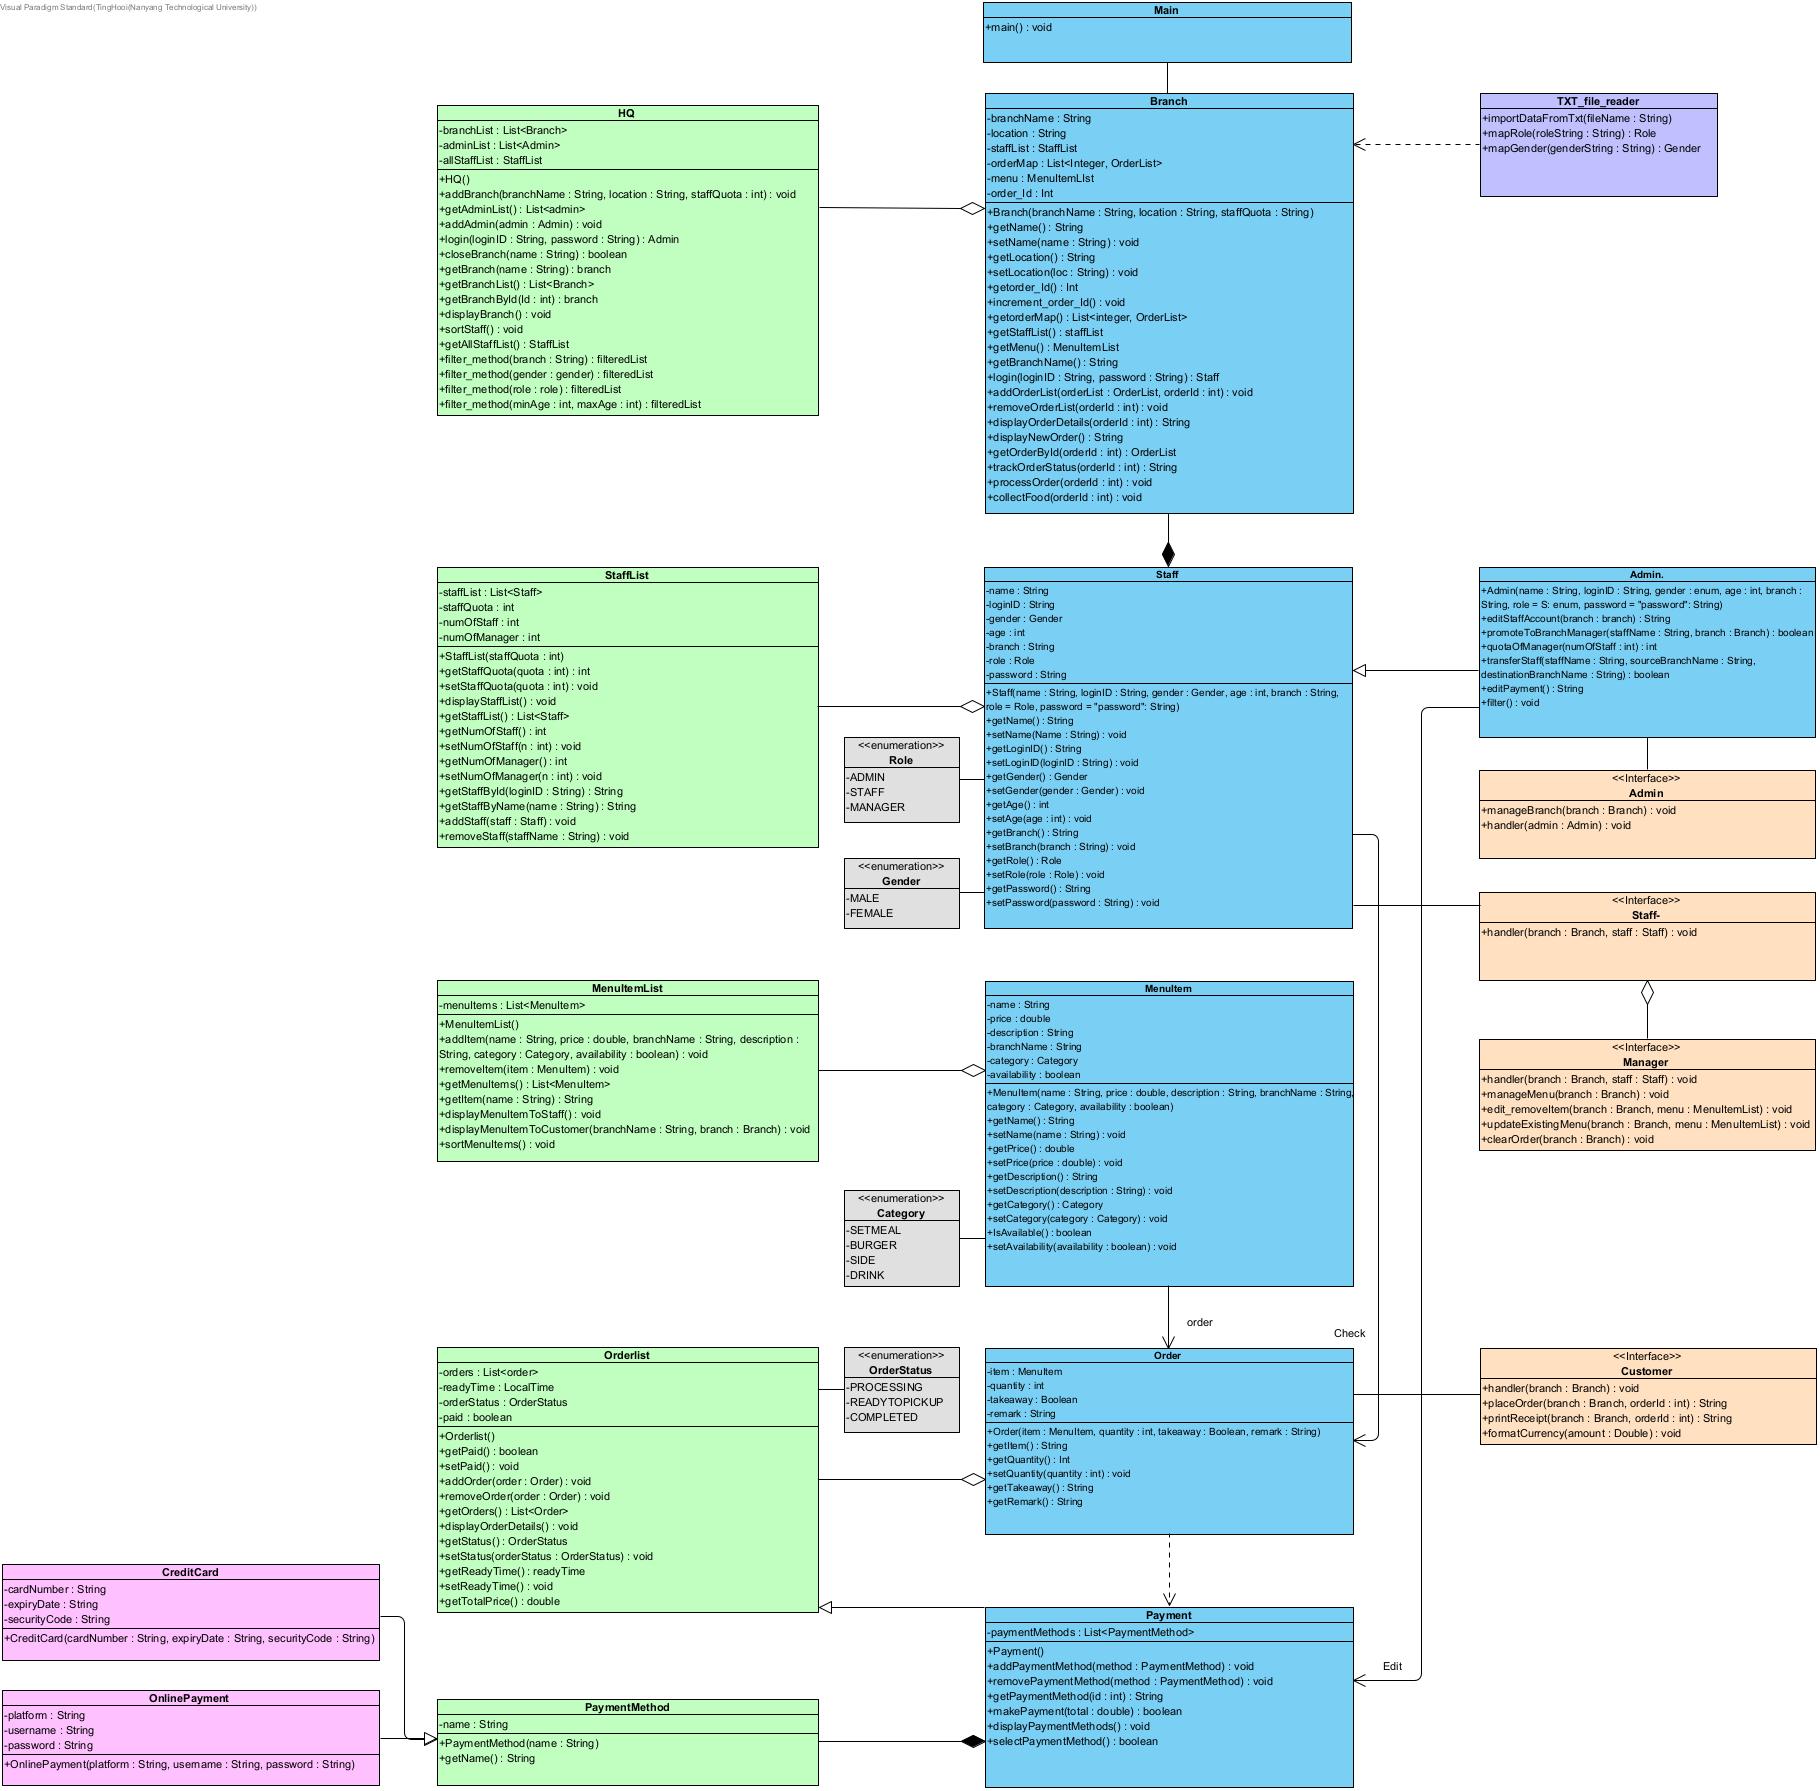 Visual Paradigm Standard(TingHooi(Nanyang Technological University))
Main
+main() : void
HQ
-branchList : List<Branch>
-adminList : List<Admin>
-allStaffList : StaffList
+HQ()
+addBranch(branchName : String, location : String, staffQuota : int) : void
+getAdminList() : List<admin>
+addAdmin(admin : Admin) : void
+login(loginID : String, password : String) : Admin
+closeBranch(name : String) : boolean
+getBranch(name : String) : branch
+getBranchList() : List<Branch>
+getBranchById(Id : int) : branch
+displayBranch() : void
+sortStaff() : void
+getAllStaffList() : StaffList
+filter_method(branch : String) : filteredList
+filter_method(gender : gender) : filteredList
+filter_method(role : role) : filteredList
+filter_method(minAge : int, maxAge : int) : filteredList
Branch
-branchName : String
-location : String
-staffList : StaffList
-orderMap : List<Integer, OrderList>
-menu : MenuItemLIst
-order_Id : Int
+Branch(branchName : String, location : String, staffQuota : String)
+getName() : String
+setName(name : String) : void
+getLocation() : String
+setLocation(loc : String) : void
+getorder_Id() : Int
+increment_order_Id() : void
+getorderMap() : List<integer, OrderList>
+getStaffList() : staffList
+getMenu() : MenuItemList
+getBranchName() : String
+login(loginID : String, password : String) : Staff
+addOrderList(orderList : OrderList, orderId : int) : void
+removeOrderList(orderId : int) : void
+displayOrderDetails(orderId : int) : String
+displayNewOrder() : String
+getOrderById(orderId : int) : OrderList
+trackOrderStatus(orderId : int) : String
+processOrder(orderId : int) : void
+collectFood(orderId : int) : void
TXT_file_reader
+importDataFromTxt(fileName : String)
+mapRole(roleString : String) : Role
+mapGender(genderString : String) : Gender
StaffList
-staffList : List<Staff>
-staffQuota : int
-numOfStaff : int
-numOfManager : int
+StaffList(staffQuota : int)
+getStaffQuota(quota : int) : int
+setStaffQuota(quota : int) : void
+displayStaffList() : void
+getStaffList() : List<Staff>
+getNumOfStaff() : int
+setNumOfStaff(n : int) : void
+getNumOfManager() : int
+setNumOfManager(n : int) : void
+getStaffById(loginID : String) : String
+getStaffByName(name : String) : String
+addStaff(staff : Staff) : void
+removeStaff(staffName : String) : void
<<enumeration>>
Role
-ADMIN
-STAFF
-MANAGER
<<enumeration>>
Gender
-MALE
-FEMALE
Staff
-name : String
-loginID : String
-gender : Gender
-age : int
-branch : String
-role : Role
-password : String
+Staff(name : String, loginID : String, gender : Gender, age : int, branch : String,
role = Role, password = "password": String)
+getName() : String
+setName(Name : String) : void
+getLoginID() : String
+setLoginID(loginID : String) : void
+getGender() : Gender
+setGender(gender : Gender) : void
+getAge() : int
+setAge(age : int) : void
+getBranch() : String
+setBranch(branch : String) : void
+getRole() : Role
+setRole(role : Role) : void
+getPassword() : String
+setPassword(password : String) : void
Admin.
+Admin(name : String, loginID : String, gender : enum, age : int, branch :
String, role = S: enum, password = "password": String)
+editStaffAccount(branch : branch) : String
+promoteToBranchManager(staffName : String, branch : Branch) : boolean
+quotaOfManager(numOfStaff : int) : int
+transferStaff(staffName : String, sourceBranchName : String,
destinationBranchName : String) : boolean
+editPayment() : String
+filter() : void
<<Interface>>
Admin
+manageBranch(branch : Branch) : void
+handler(admin : Admin) : void
<<Interface>>
Staff-
+handler(branch : Branch, staff : Staff) : void
<<Interface>>
Manager
+handler(branch : Branch, staff : Staff) : void
+manageMenu(branch : Branch) : void
+edit_removeItem(branch : Branch, menu : MenuItemList) : void
+updateExistingMenu(branch : Branch, menu : MenuItemList) : void
+clearOrder(branch : Branch) : void
MenuItemList
-menuItems : List<MenuItem>
+MenuItemList()
+addItem(name : String, price : double, branchName : String, description :
String, category : Category, availability : boolean) : void
+removeItem(item : MenuItem) : void
+getMenuItems() : List<MenuItem>
+getItem(name : String) : String
+displayMenuItemToStaff() : void
+displayMenuItemToCustomer(branchName : String, branch : Branch) : void
+sortMenuItems() : void
<<enumeration>>
Category
-SETMEAL
-BURGER
-SIDE
-DRINK
MenuItem
-name : String
-price : double
-description : String
-branchName : String
-category : Category
-availability : boolean
+MenuItem(name : String, price : double, decription : String, branchName : String,
category : Category, availability : boolean)
+getName() : String
+setName(name : String) : void
+getPrice() : double
+setPrice(price : double) : void
+getDescription() : String
+setDescription(description : String) : void
+getCategory() : Category
+setCategory(category : Category) : void
+IsAvailable() : boolean
+setAvailability(availability : boolean) : void
order
Check
Orderlist
-orders : List<order>
-readyTime : LocalTime
-orderStatus : OrderStatus
-paid : boolean
+Orderlist()
+getPaid() : boolean
+setPaid() : void
+addOrder(order : Order) : void
+removeOrder(order : Order) : void
+getOrders() : List<Order>
+displayOrderDetails() : void
+getStatus() : OrderStatus
+setStatus(orderStatus : OrderStatus) : void
+getReadyTime() : readyTime
+setReadyTime() : void
+getTotalPrice() : double
<<enumeration>>
OrderStatus
-PROCESSING
-READYTOPICKUP
-COMPLETED
Order
-item : MenuItem
-quantity : int
-takeaway : Boolean
-remark : String
+Order(item : MenuItem, quantity : int, takeaway : Boolean, remark : String)
+getItem() : String
+getQuantity() : Int
+setQuantity(quantity : int) : void
+getTakeaway() : String
+getRemark() : String
<<Interface>>
Customer
+handler(branch : Branch) : void
+placeOrder(branch : Branch, orderId : int) : String
+printReceipt(branch : Branch, orderId : int) : String
+formatCurrency(amount : Double) : void
CreditCard
-cardNumber : String
-expiryDate : String
-securityCode : String
+CreditCard(cardNumber : String, expiryDate : String, securityCode : String)
OnlinePayment
-platform : String
-username : String
-password : String
+OnlinePayment(platform : String, username : String, password : String)
PaymentMethod
-name : String
+PaymentMethod(name : String)
+getName() : String
Payment
-paymentMethods : List<PaymentMethod>
+Payment()
+addPaymentMethod(method : PaymentMethod) : void
+removePaymentMethod(method : PaymentMethod) : void
+getPaymentMethod(id : int) : String
+makePayment(total : double) : boolean
+displayPaymentMethods() : void
+selectPaymentMethod() : boolean
Edit